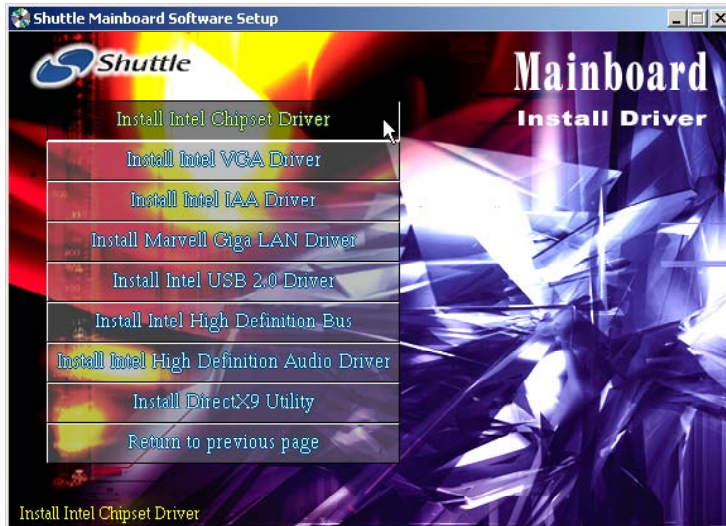 Shuttle Mainboard Software Setup
Shuttle
Mainboard
Install Driver
Install Intel Chipset Driver
Install Intel VGA Driver
Install Intel IAA Driver
Install Marvell Giga LAN Driver
Install Intel USB 2.0 Driver
Install Intel High Definition Bus
Install Intel High Definition Audio Driver
Install DirectX9 Utility
Return to previous page
Install Intel Chipset Driver